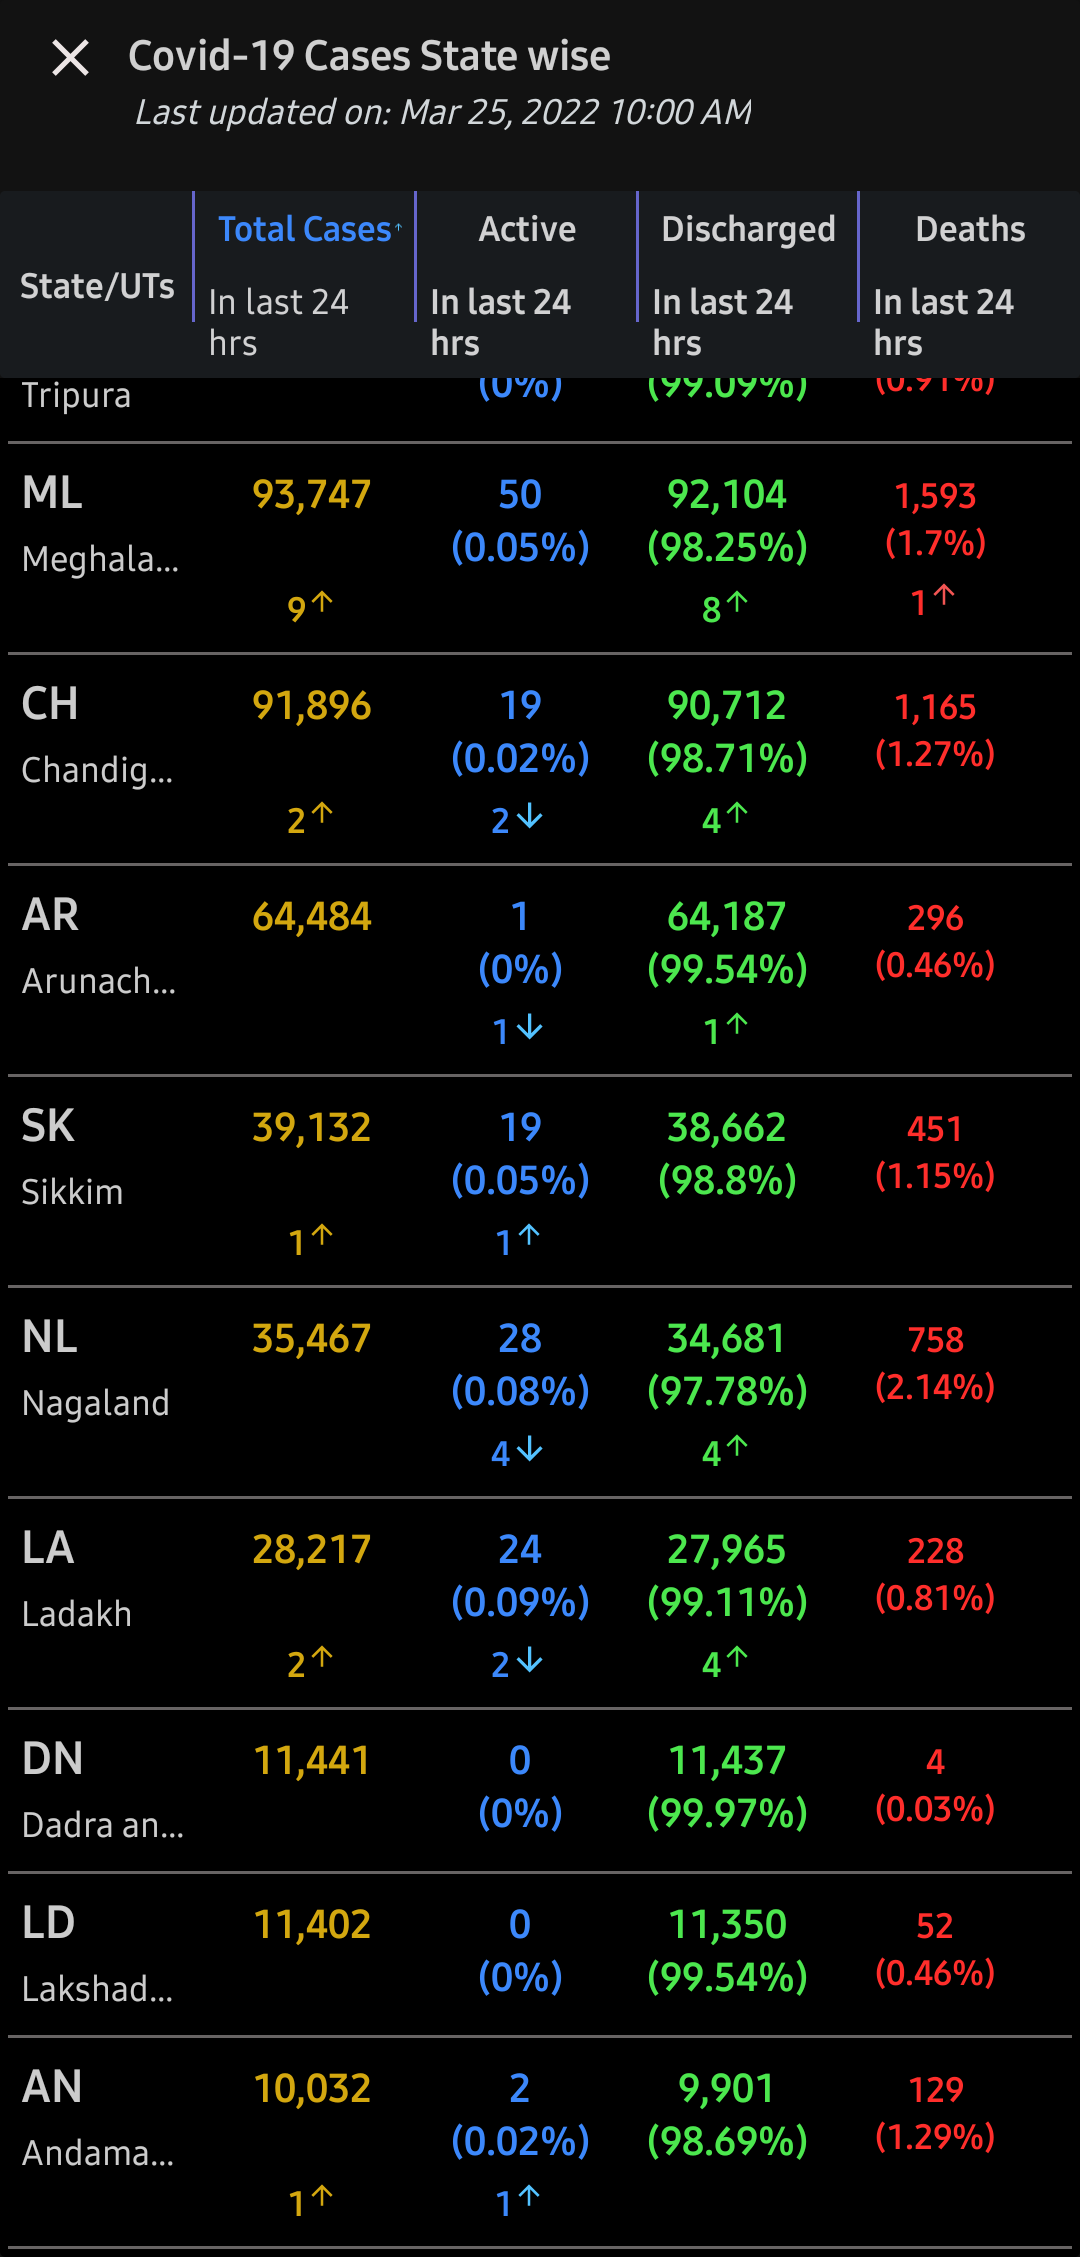 Covid-19 Cases State wise
Last updated on: Mar 25, 2022 10:00 AM
State/UTs
Total Cases↑
Active
Discharged
Deaths
In last 24 hrs
In last 24 hrs
In last 24 hrs
In last 24 hrs
Tripura (0%) (99.09%) (0.91%)
ML 93,747 50 92,104 1,593
Meghala... (0.05%) (98.25%) (1.7%)
9↑ 8↑ 1↑
CH 91,896 19 90,712 1,165
Chandig... (0.02%) (98.71%) (1.27%)
2↑ 2↓ 4↑
AR 64,484 1 64,187 296
Arunach... (0%) (99.54%) (0.46%)
1↓ 1↑
SK 39,132 19 38,662 451
Sikkim (0.05%) (98.8%) (1.15%)
1↑ 1↑
NL 35,467 28 34,681 758
Nagaland (0.08%) (97.78%) (2.14%)
4↓ 4↑
LA 28,217 24 27,965 228
Ladakh (0.09%) (99.11%) (0.81%)
2↑ 2↓ 4↑
DN 11,441 0 11,437 4
Dadra an... (0%) (99.97%) (0.03%)
LD 11,402 0 11,350 52
Lakshad... (0%) (99.54%) (0.46%)
AN 10,032 2 9,901 129
Andama... (0.02%) (98.69%) (1.29%)
1↑ 1↑